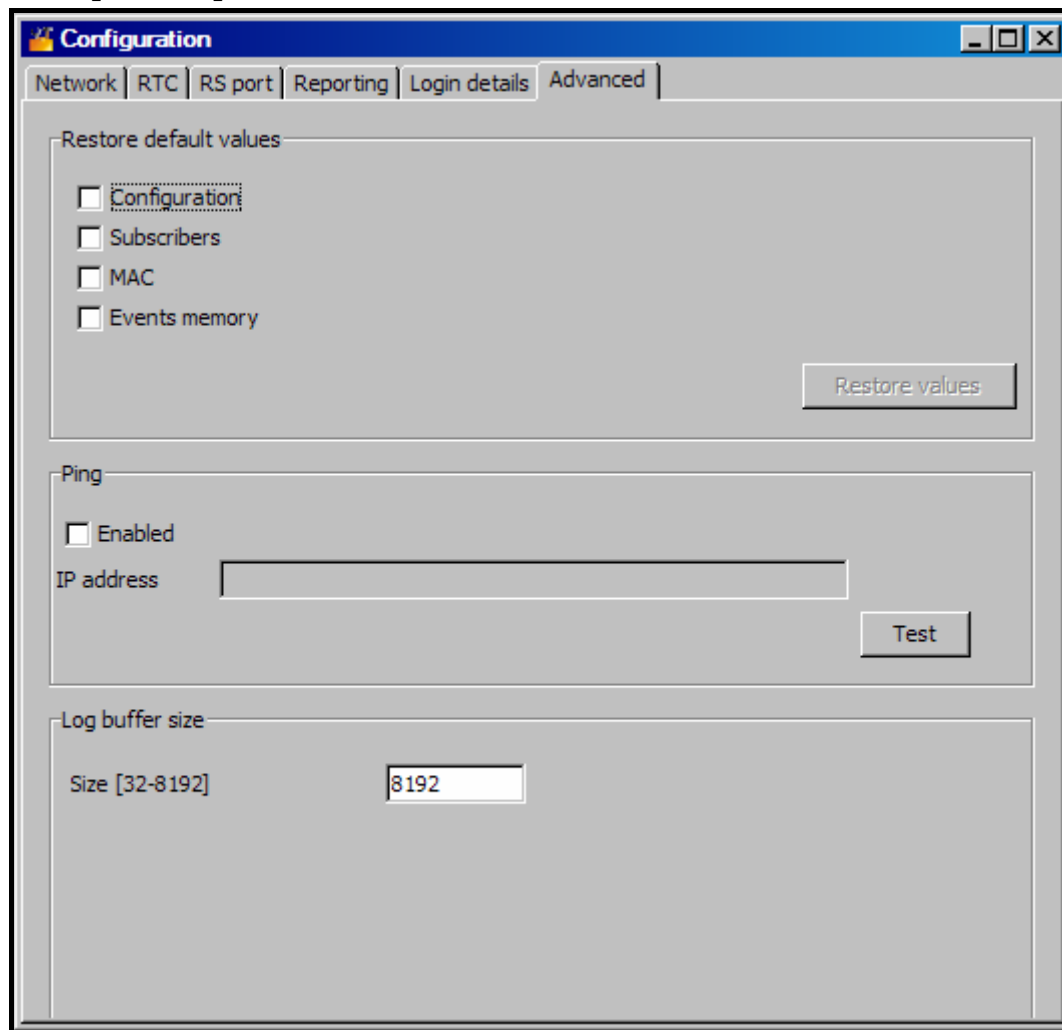 Configuration
Network RTC RS port Reporting Login details Advanced
Restore default values
Configuration
Subscribers
MAC
Events memory
Restore values
Ping
Enabled
IP address
Test
Log buffer size
Size [32-8192] 8192